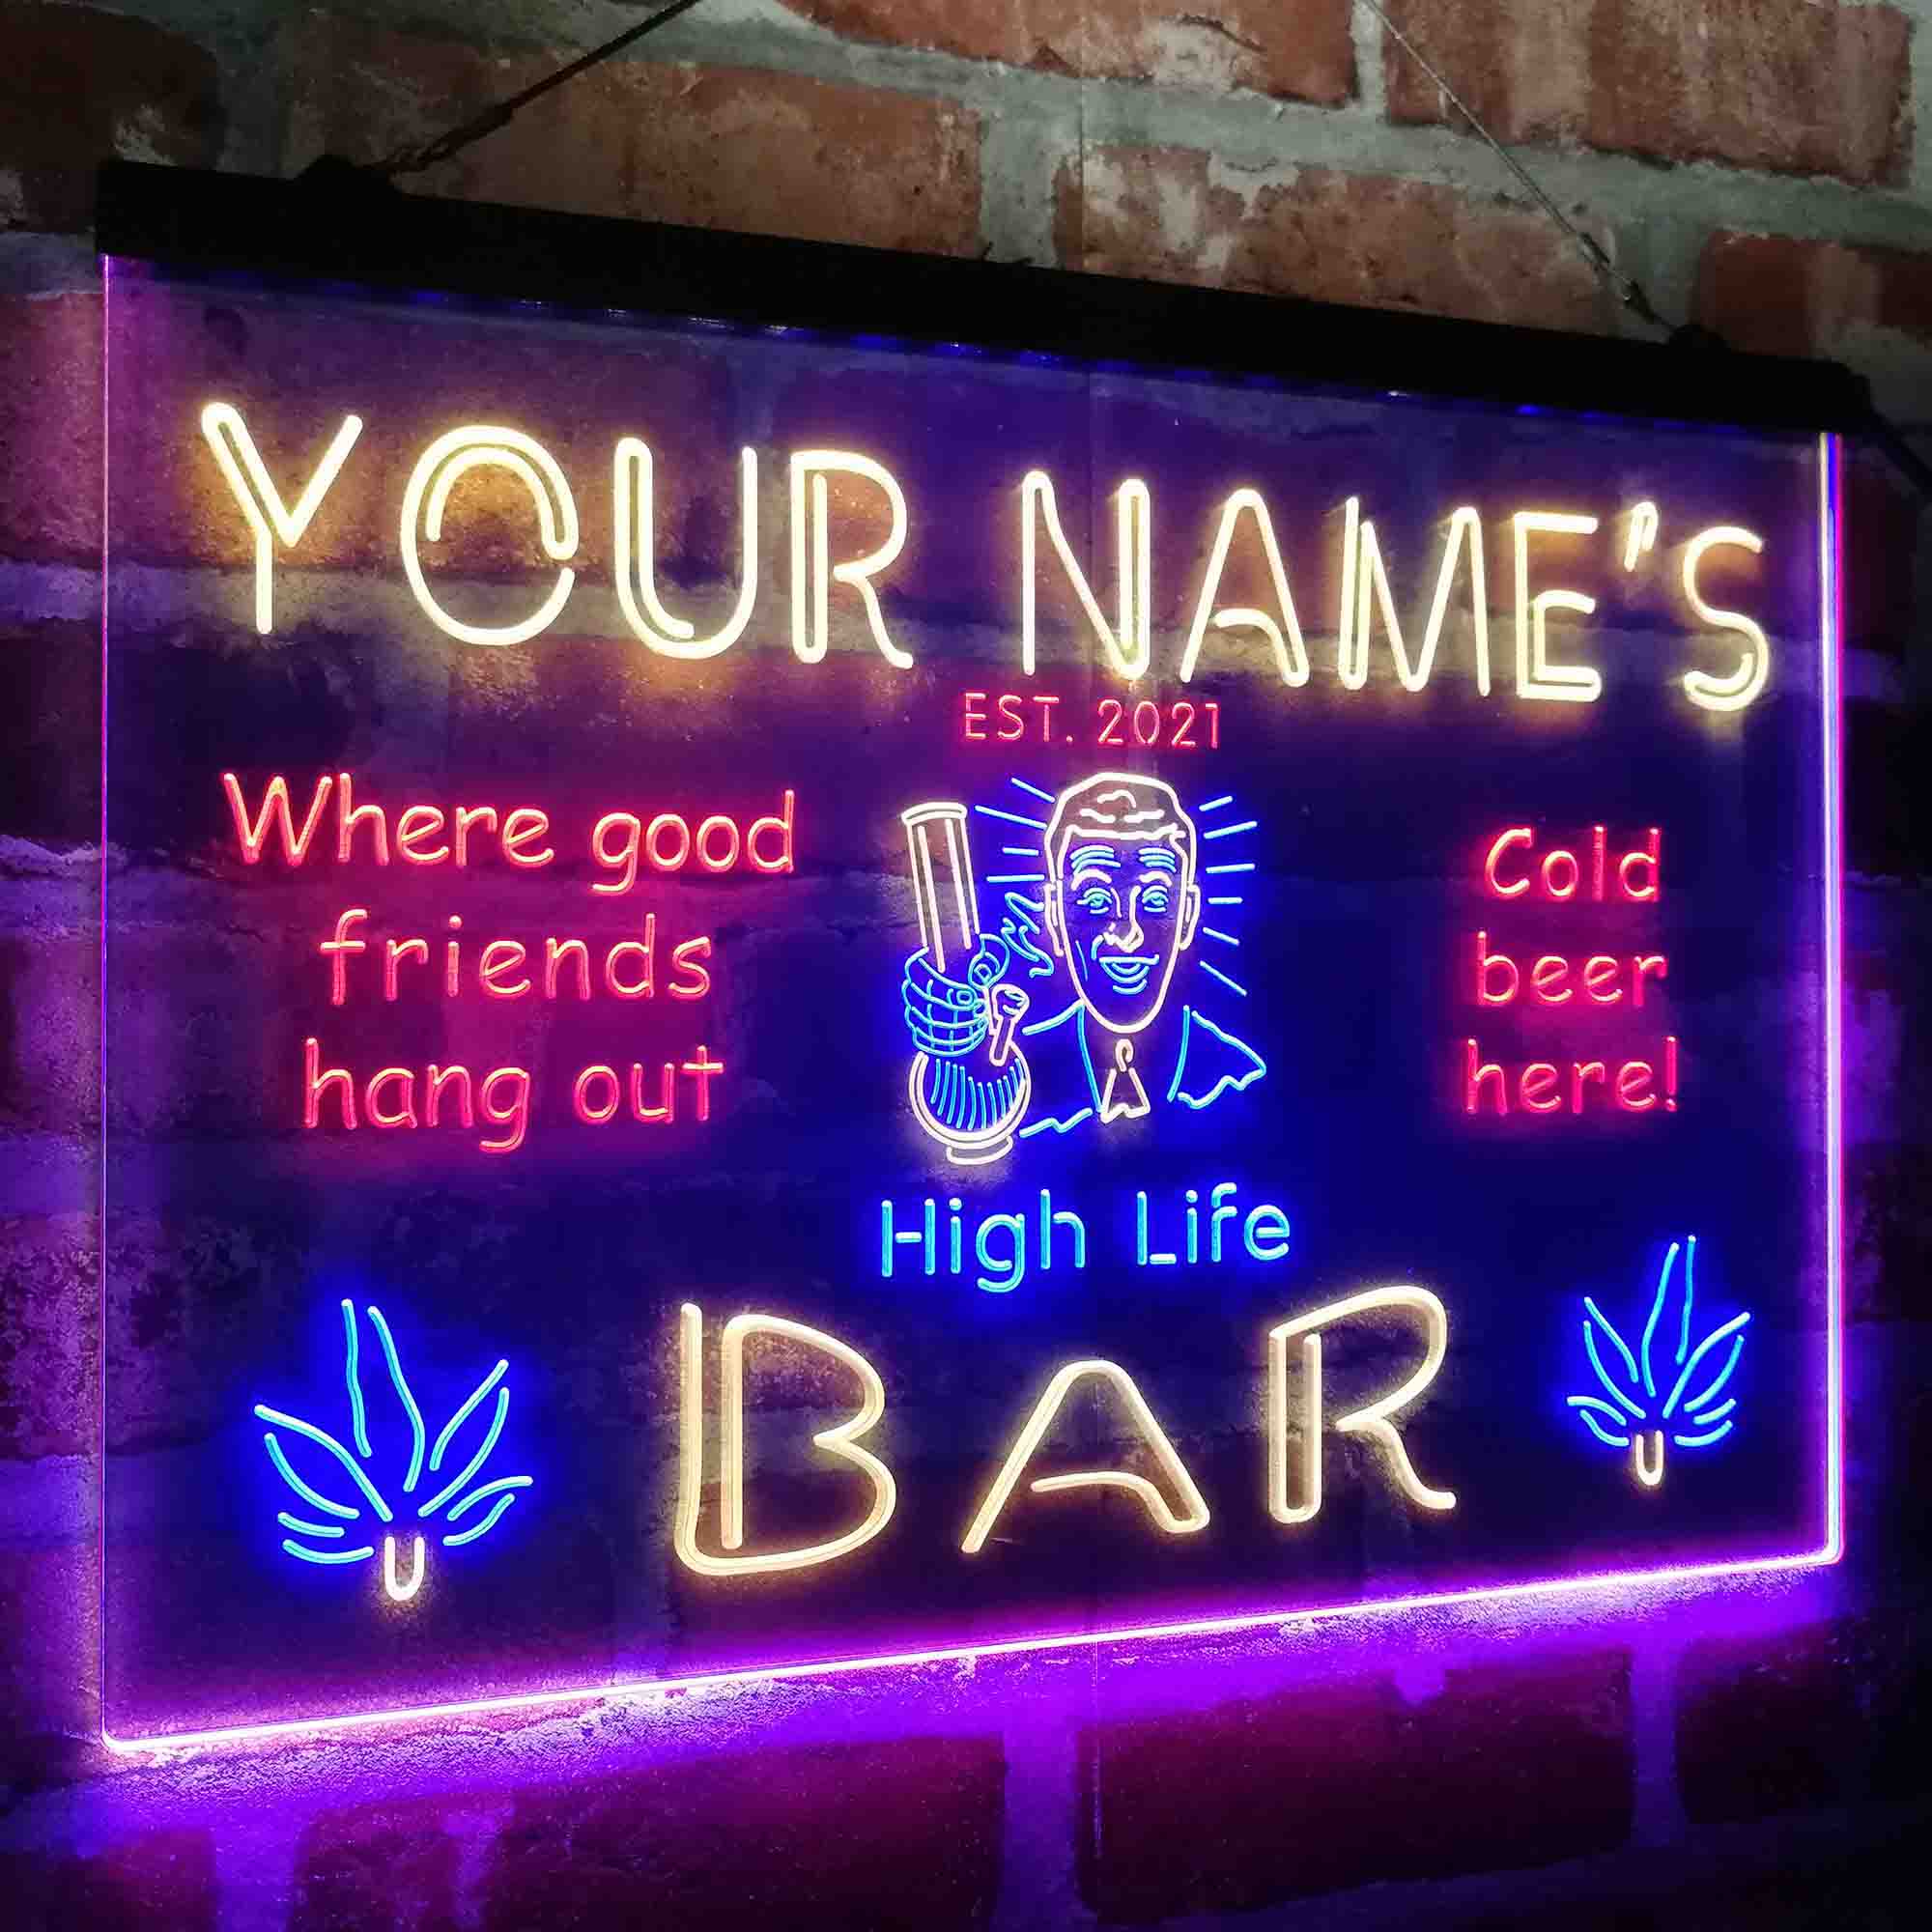 YOUR NAME'S
EST. 2021
Where good
friends
hang out
Cold
beer
here!
High Life
BAR